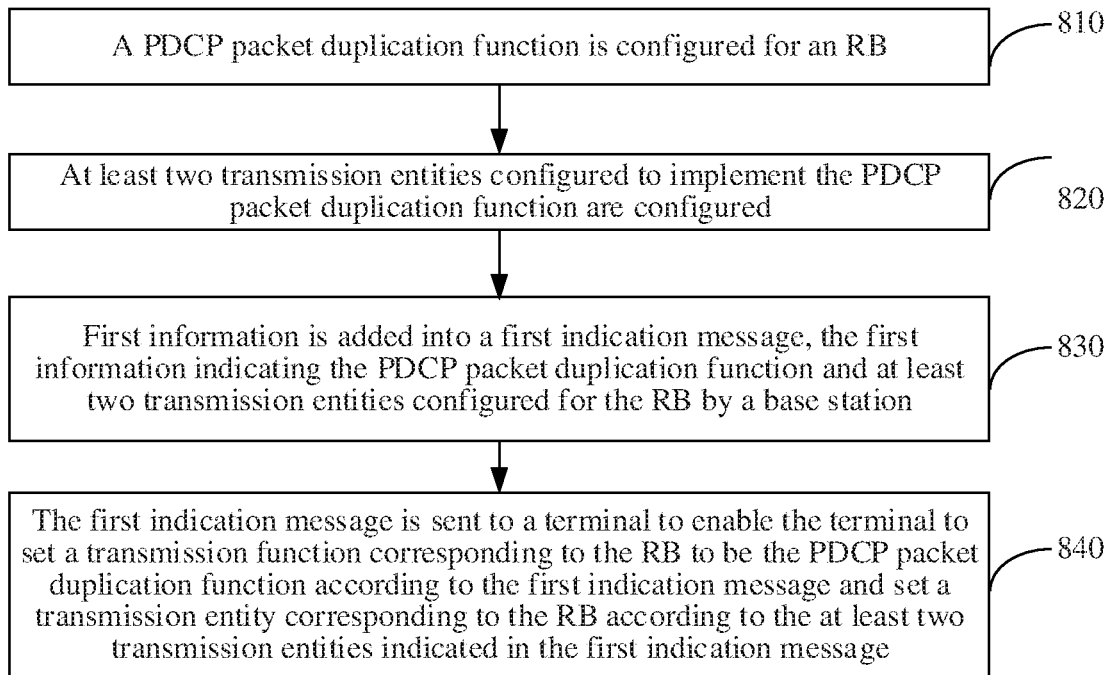 A PDCP packet duplication function is configured for an RB
810
At least two transmission entities configured to implement the PDCP
packet duplication function are configured
820
First information is added into a first indication message, the first
information indicating the PDCP packet duplication function and at least
two transmission entities configured for the RB by a base station
830
The first indication message is sent to a terminal to enable the terminal to
set a transmission function corresponding to the RB to be the PDCP packet
duplication function according to the first indication message and set a
transmission entity corresponding to the RB according to the at least two
transmission entities indicated in the first indication message
840